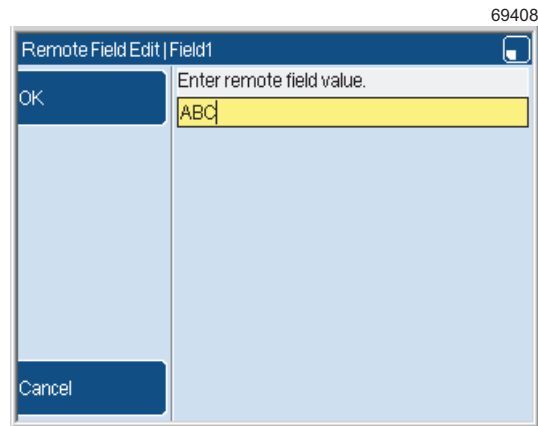 69408
Remote Field Edit | Field1
OK
Enter remote field value.
ABC
Cancel